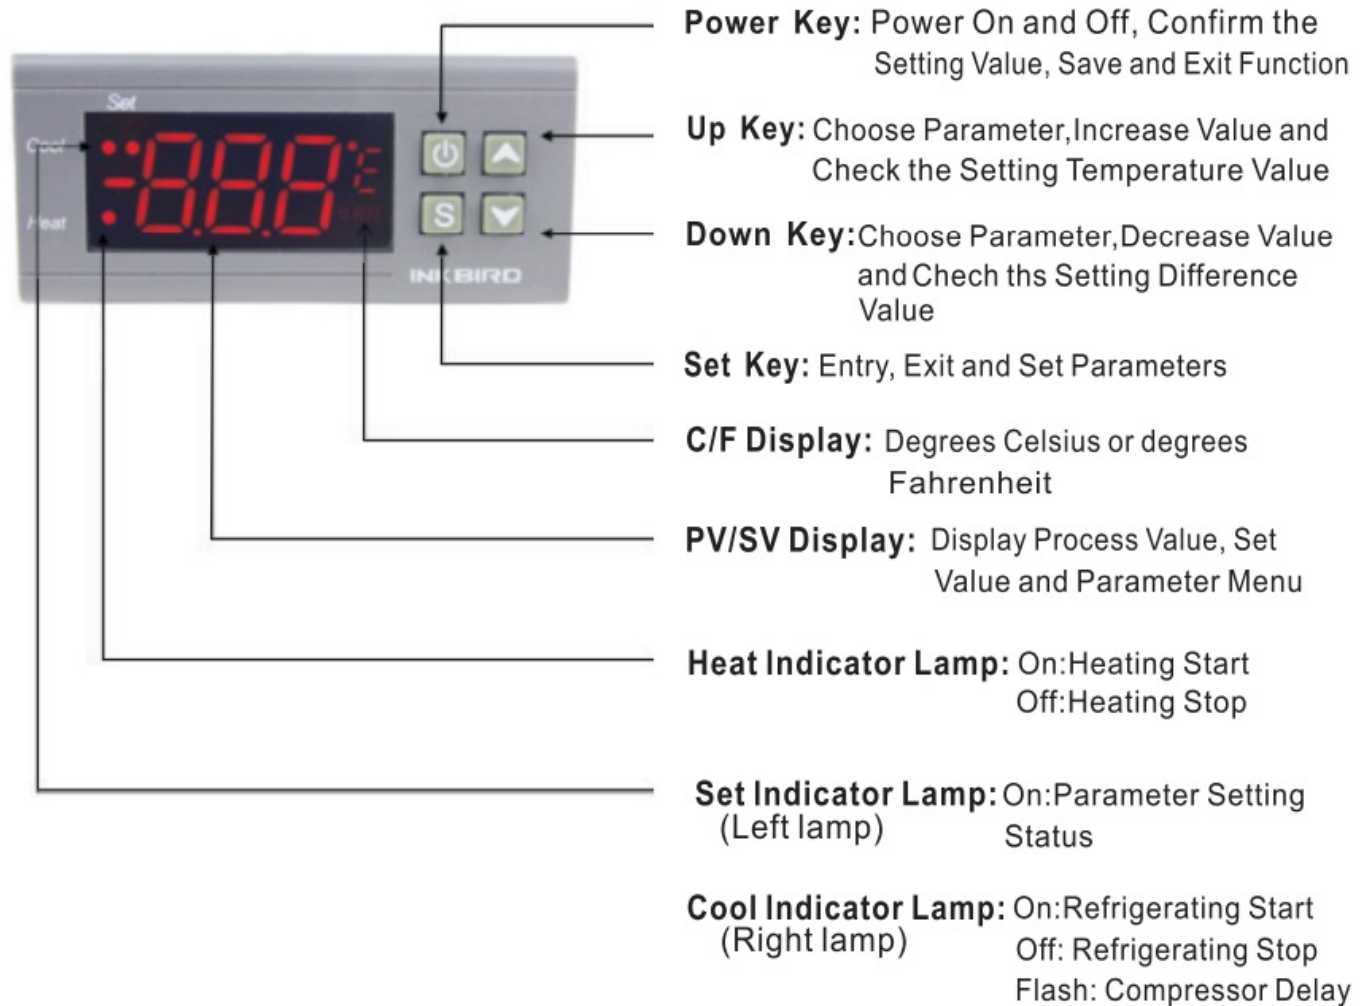 Power Key: Power On and Off, Confirm the
Setting Value, Save and Exit Function
Set
Cool
Heat
-888
°C
%RH
S
INKBIRD
Up Key: Choose Parameter,Increase Value and
Check the Setting Temperature Value
Down Key:Choose Parameter,Decrease Value
and Chech ths Setting Difference
Value
Set Key: Entry, Exit and Set Parameters
C/F Display: Degrees Celsius or degrees
Fahrenheit
PV/SV Display: Display Process Value, Set
Value and Parameter Menu
Heat Indicator Lamp: On:Heating Start
Off:Heating Stop
Set Indicator Lamp: On:Parameter Setting
(Left lamp) Status
Cool Indicator Lamp: On:Refrigerating Start
(Right lamp) Off: Refrigerating Stop
Flash: Compressor Delay